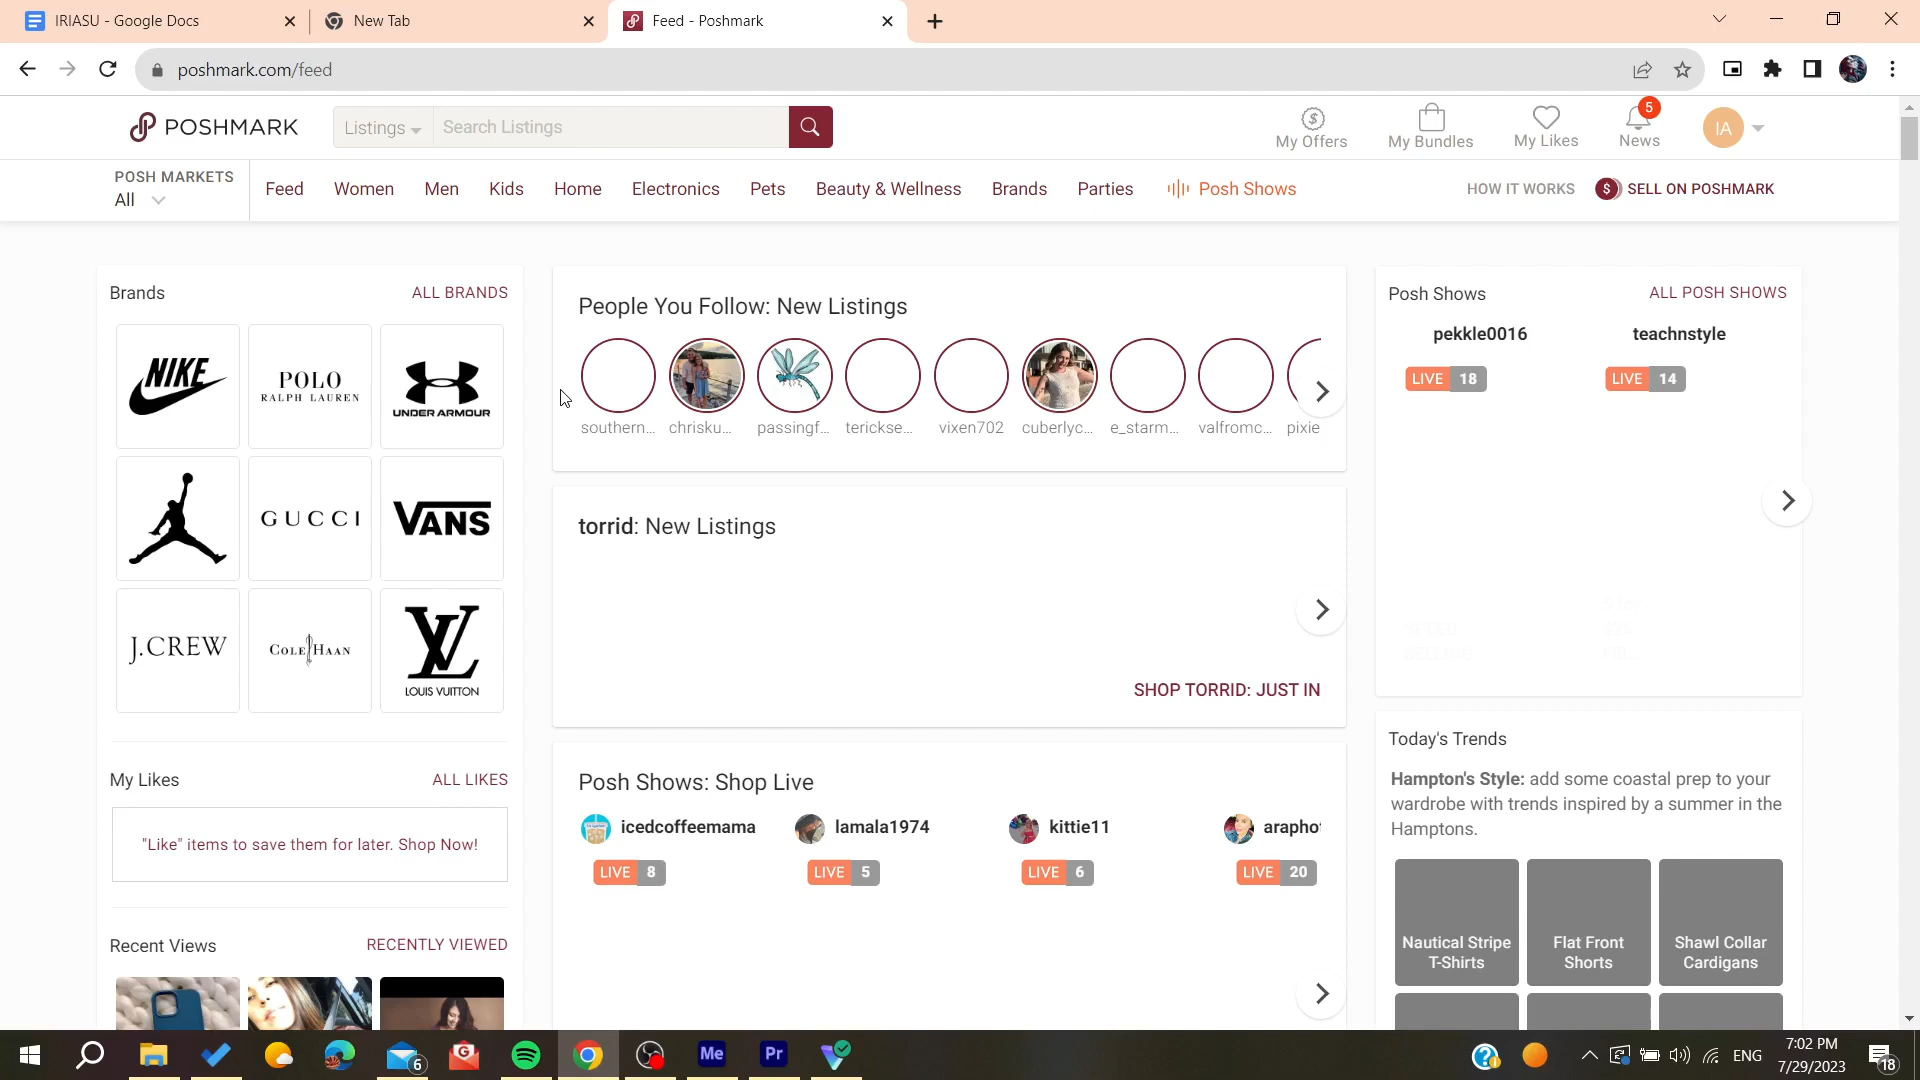 IRIASU - Google Docs
New Tab
Feed - Poshmark
poshmark.com/feed
POSHMARK
Listings
Search Listings
My Offers
My Bundles
My Likes
5
News
IA
POSH MARKETS
All
Feed
Women
Men
Kids
Home
Electronics
Pets
Beauty & Wellness
Brands
Parties
Posh Shows
HOW IT WORKS
SELL ON POSHMARK
Brands
ALL BRANDS
NIKE
POLO
RALPH LAUREN
UNDER ARMOUR
GUCCI
VANS
J.CREW
COLE HAAN
LV
LOUIS VUITTON
My Likes
ALL LIKES
"Like" items to save them for later. Shop Now!
Recent Views
RECENTLY VIEWED
People You Follow: New Listings
southern...
chrisku...
passingf...
terickse...
vixen702
cuberlyc...
e_starm...
valfromc...
pixie
torrid: New Listings
SHOP TORRID: JUST IN
Posh Shows: Shop Live
icedcoffeemama
lamala1974
kittie11
LIVE 8
LIVE 5
LIVE 6
LIVE 20
Posh Shows
ALL POSH SHOWS
pekkle0016
teachnstyle
LIVE 18
LIVE 14
Today's Trends
Hampton's Style: add some coastal prep to your
wardrobe with trends inspired by a summer in the
Hamptons.
Nautical Stripe
T-Shirts
Flat Front
Shorts
Shawl Collar
Cardigans
6
Me
Pr
ENG
7:02 PM
7/29/2023
18